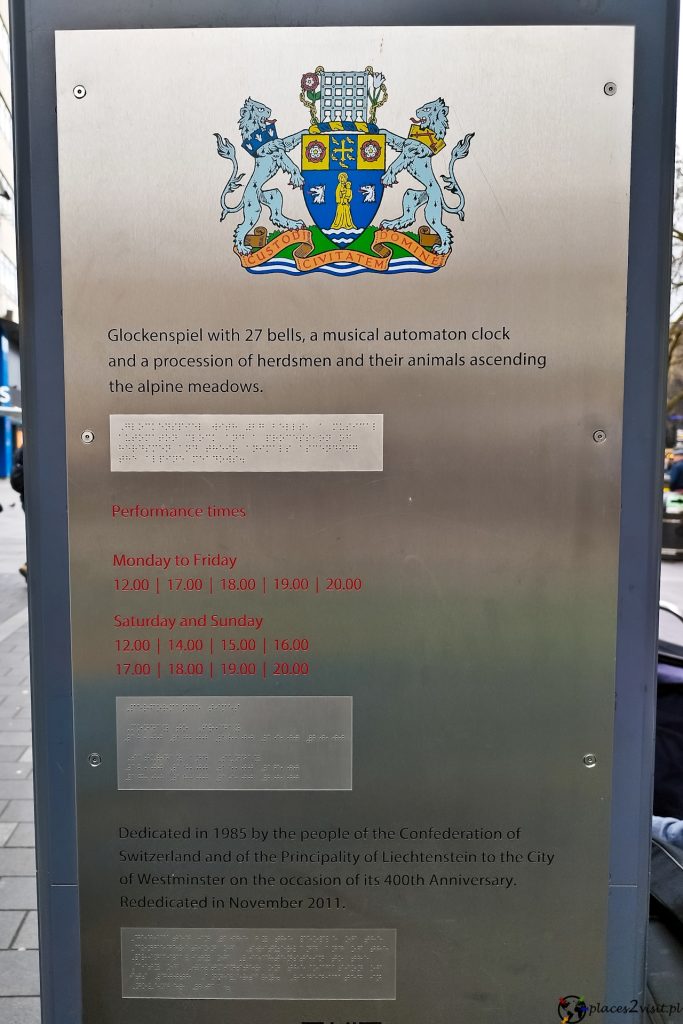 CUSTODI CIVITATEM DOMINE
Glockenspiel with 27 bells, a musical automaton clock
and a procession of herdsmen and their animals ascending
the alpine meadows.
Performance times
Monday to Friday
12.00 | 17.00 | 18.00 | 19.00 | 20.00
Saturday and Sunday
12.00 | 14.00 | 15.00 | 16.00
17.00 | 18.00 | 19.00 | 20.00
Dedicated in 1985 by the people of the Confederation of
Switzerland and of the Principality of Liechtenstein to the City
of Westminster on the occasion of its 400th Anniversary.
Rededicated in November 2011.
places2visit.pl